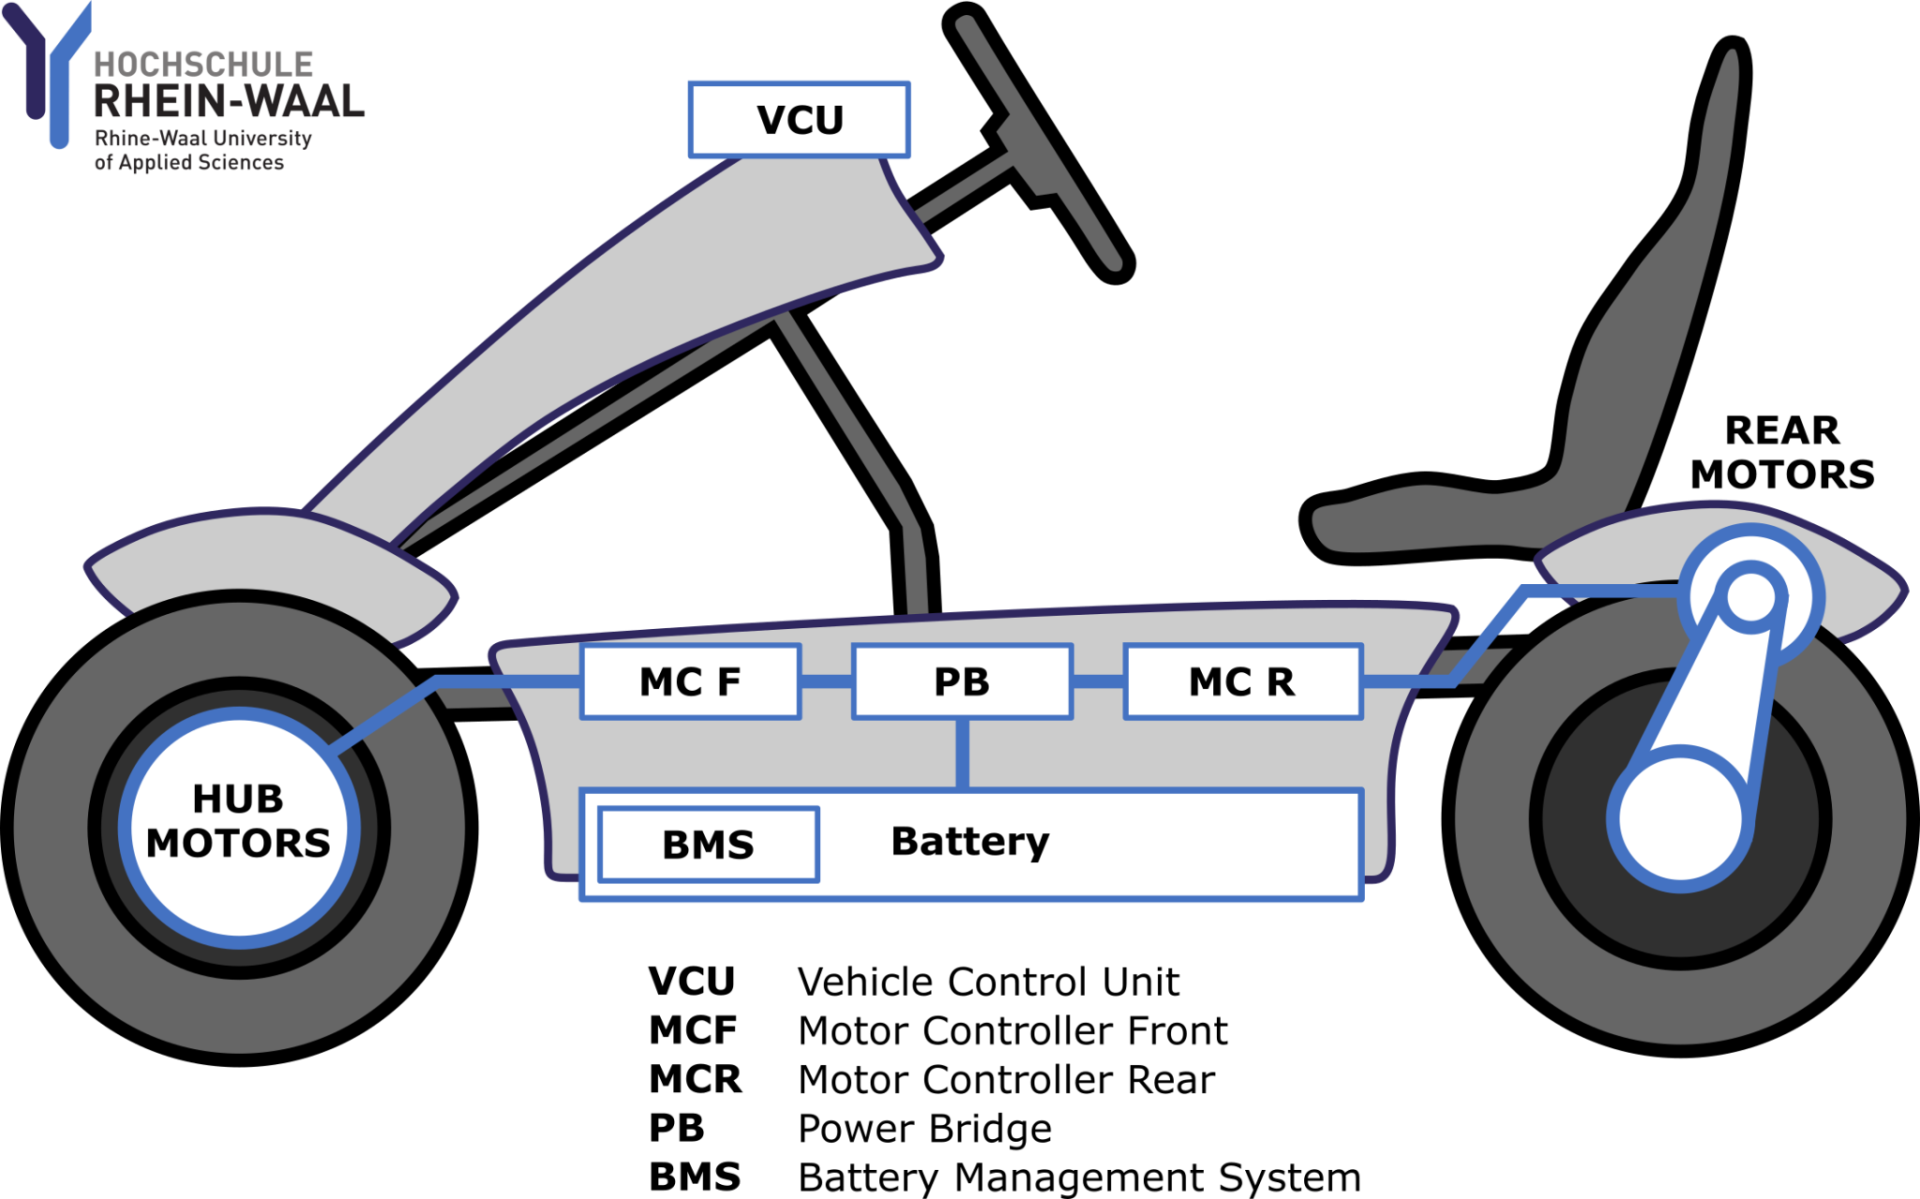 HOCHSCHULE
RHEIN-WAAL
Rhine-Waal University
of Applied Sciences
VCU
REAR
MOTORS
MC F
PB
MC R
HUB
MOTORS
BMS
Battery
VCU Vehicle Control Unit
MCF Motor Controller Front
MCR Motor Controller Rear
PB Power Bridge
BMS Battery Management System